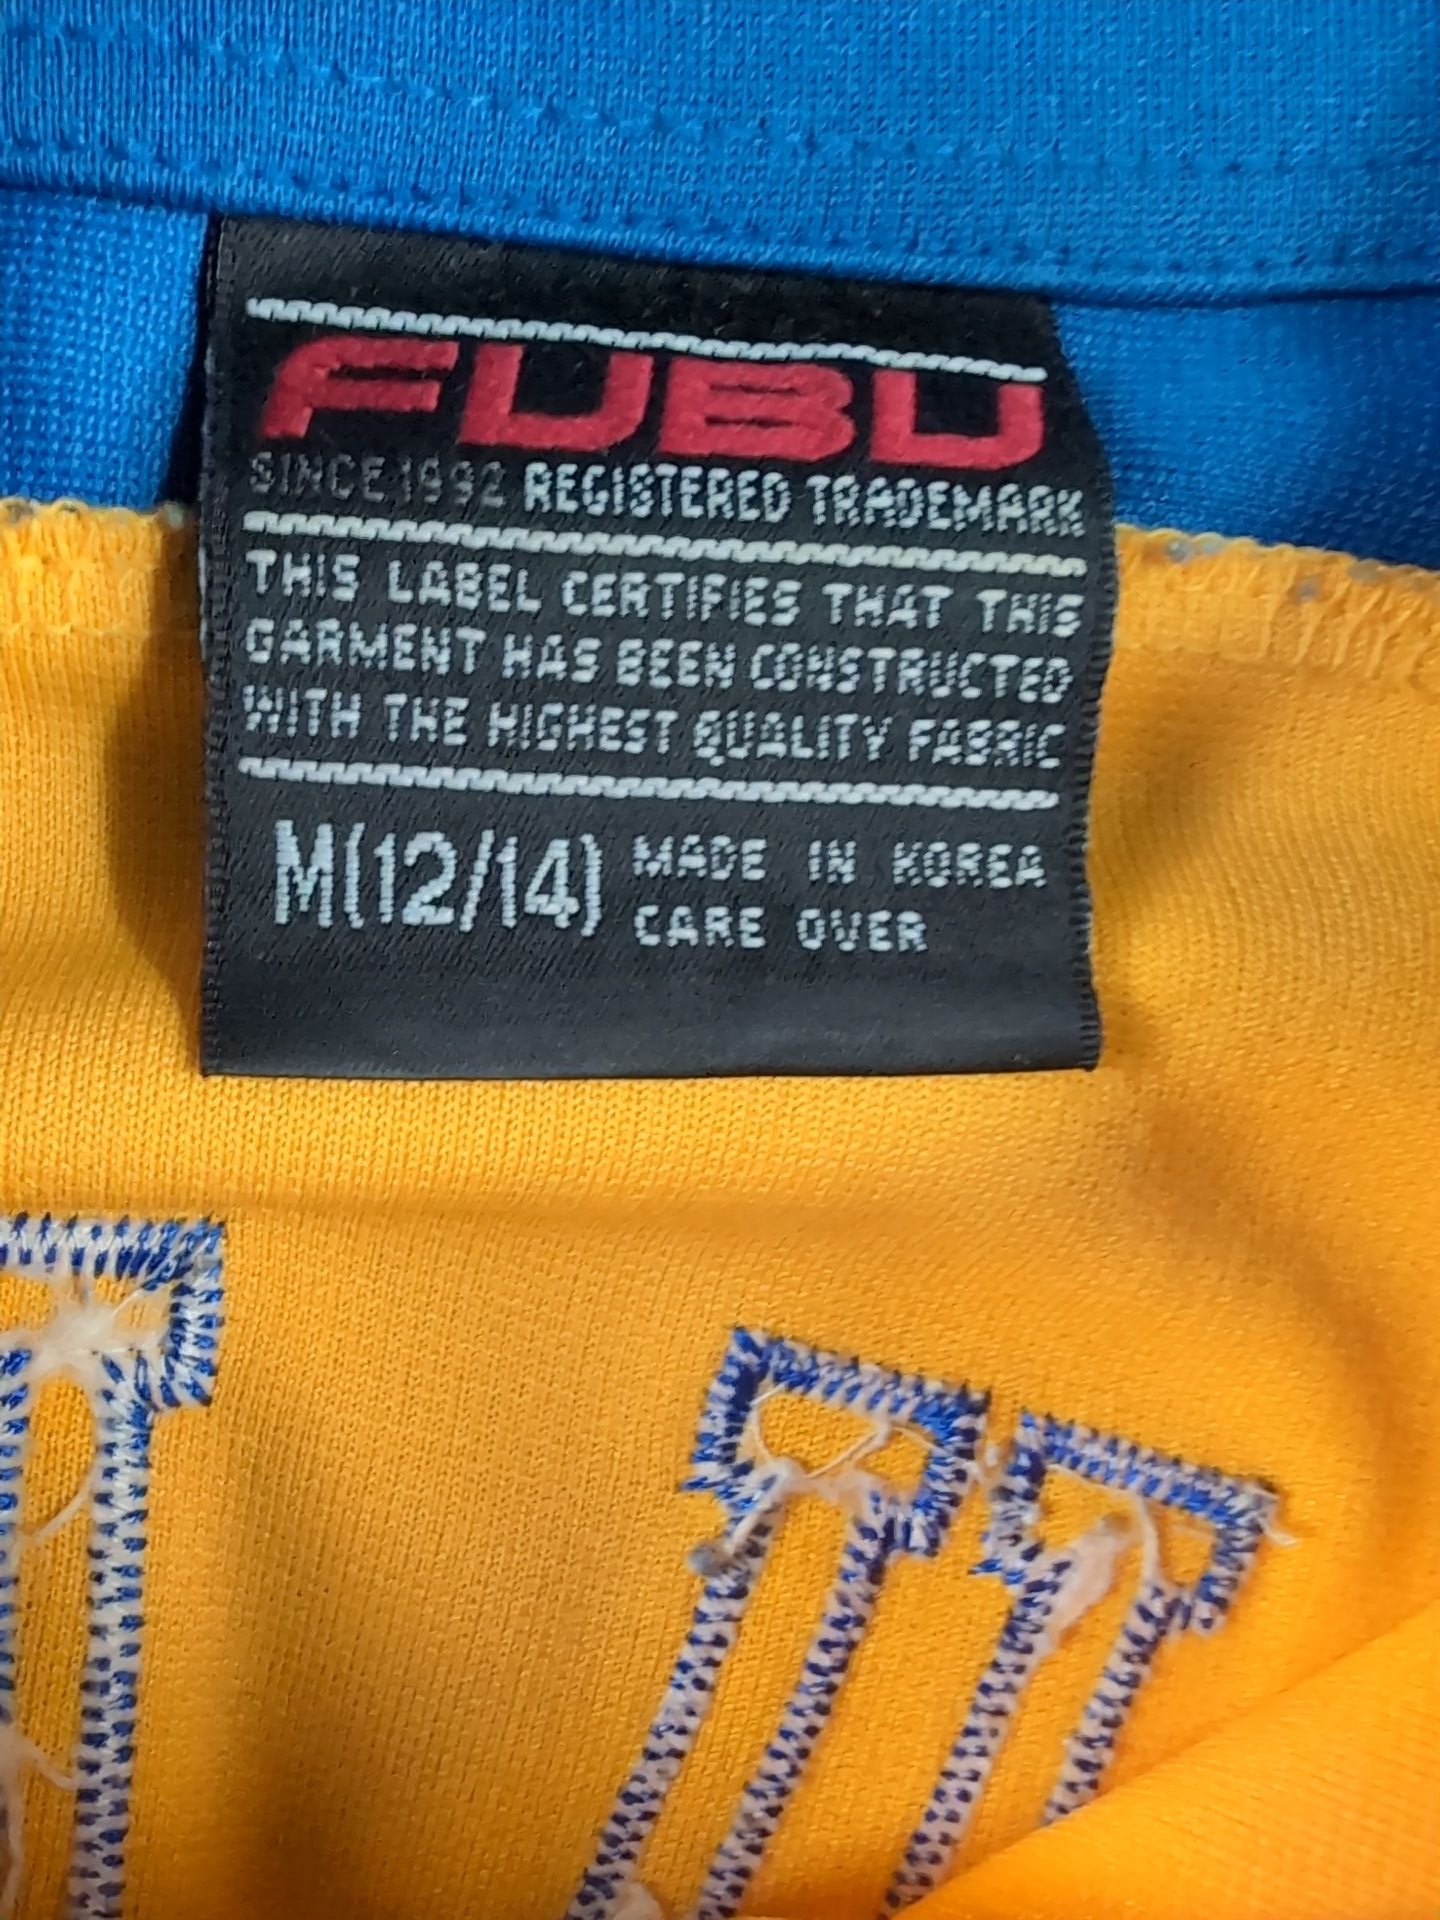 FUBU
SINCE 1992 REGISTERED TRADEMARK
THIS LABEL CERTIFIES THAT THIS
GARMENT HAS BEEN CONSTRUCTED
WITH THE HIGHEST QUALITY FABRIC
M(12/14) MADE IN KOREA
CARE OVER